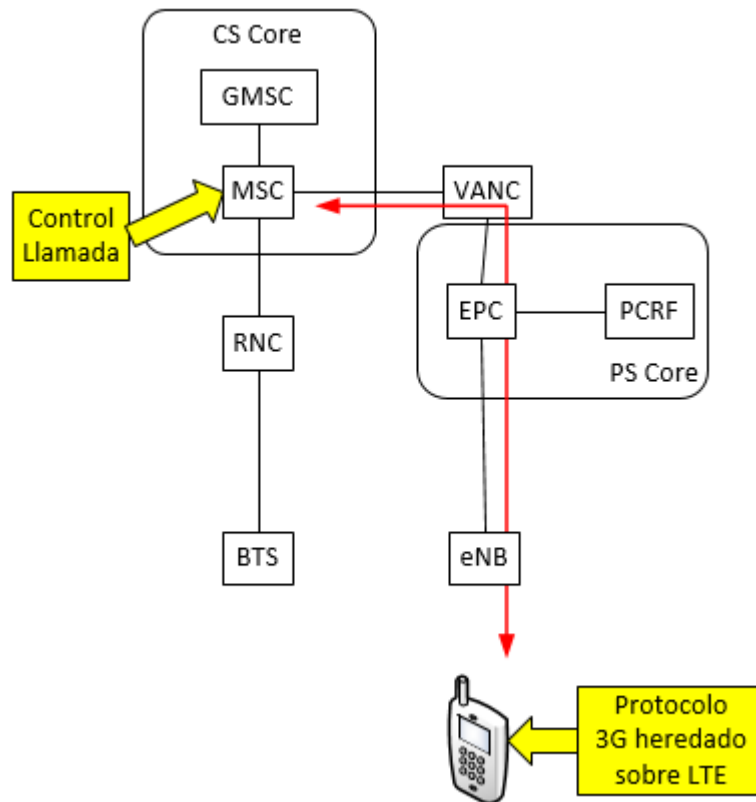 CS Core
GMSC
MSC
VANC
Control
Llamada
EPC
PCRF
RNC
PS Core
BTS
eNB
Protocolo
3G heredado
sobre LTE